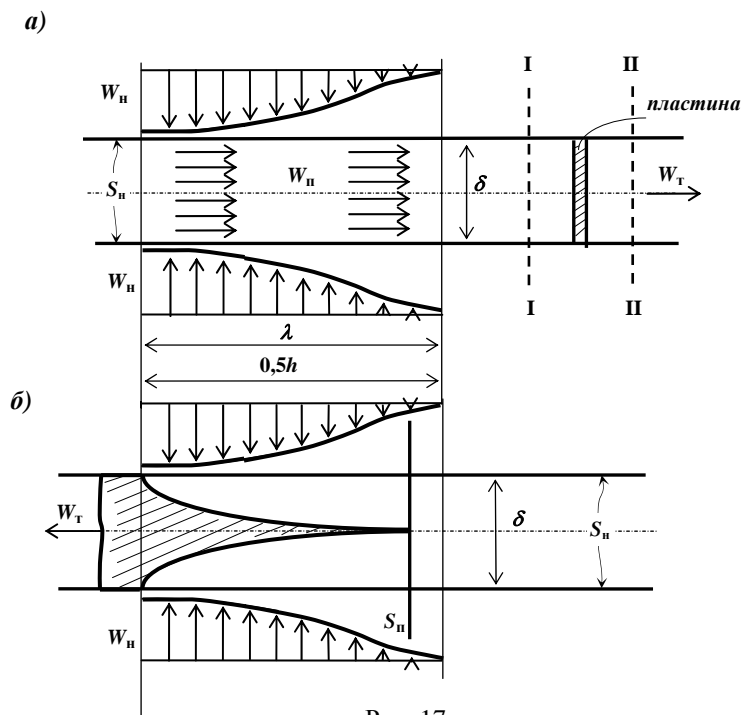 а)
I II
Wн
пластина
Sн Wп δ Wт
Wн
I II
λ
0,5h
б)
Wт δ Sн
Sп
Wн